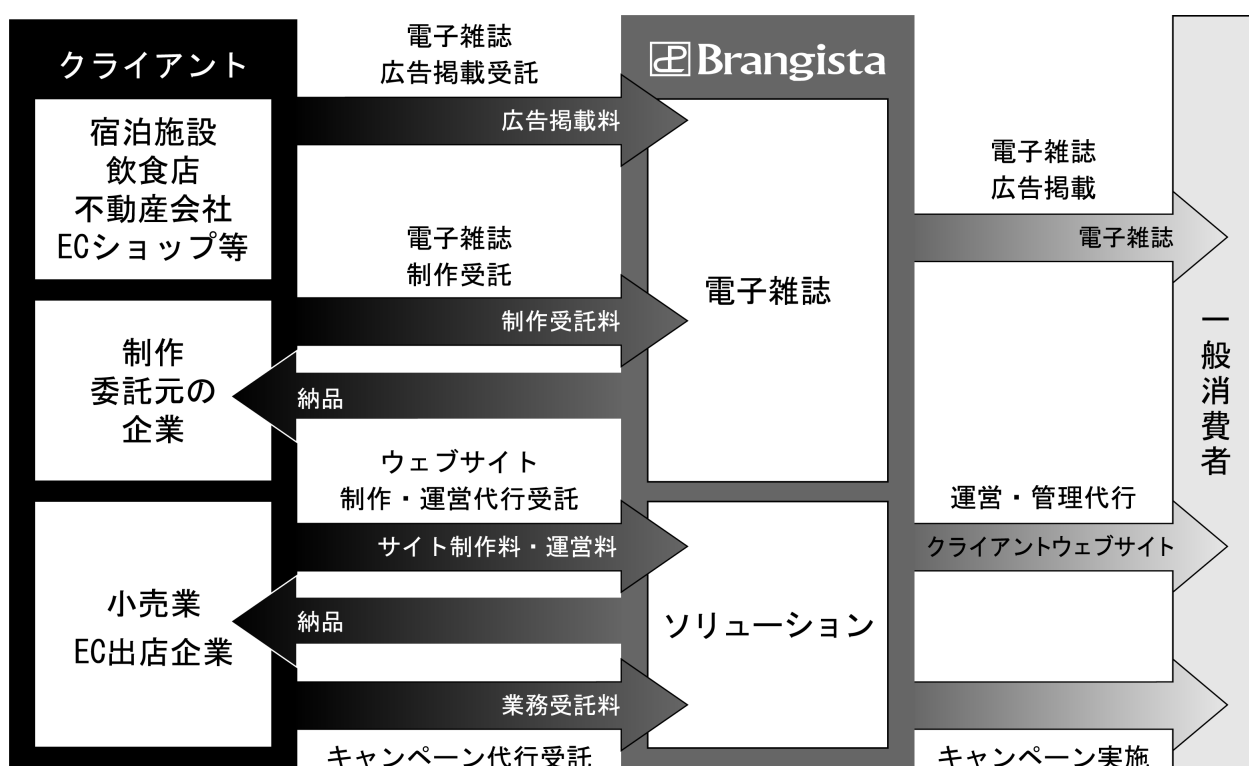 クライアント
宿泊施設
飲食店
不動産会社
ECショップ等
制作
委託元の
企業
小売業
EC出店企業
電子雑誌
広告掲載受託
広告掲載料
電子雑誌
制作受託
制作受託料
納品
ウェブサイト
制作・運営代行受託
サイト制作料・運営料
納品
業務受託料
キャンペーン代行受託
Brangista
電子雑誌
ソリューション
電子雑誌
広告掲載
電子雑誌
運営・管理代行
クライアントウェブサイト
キャンペーン実施
一般消費者